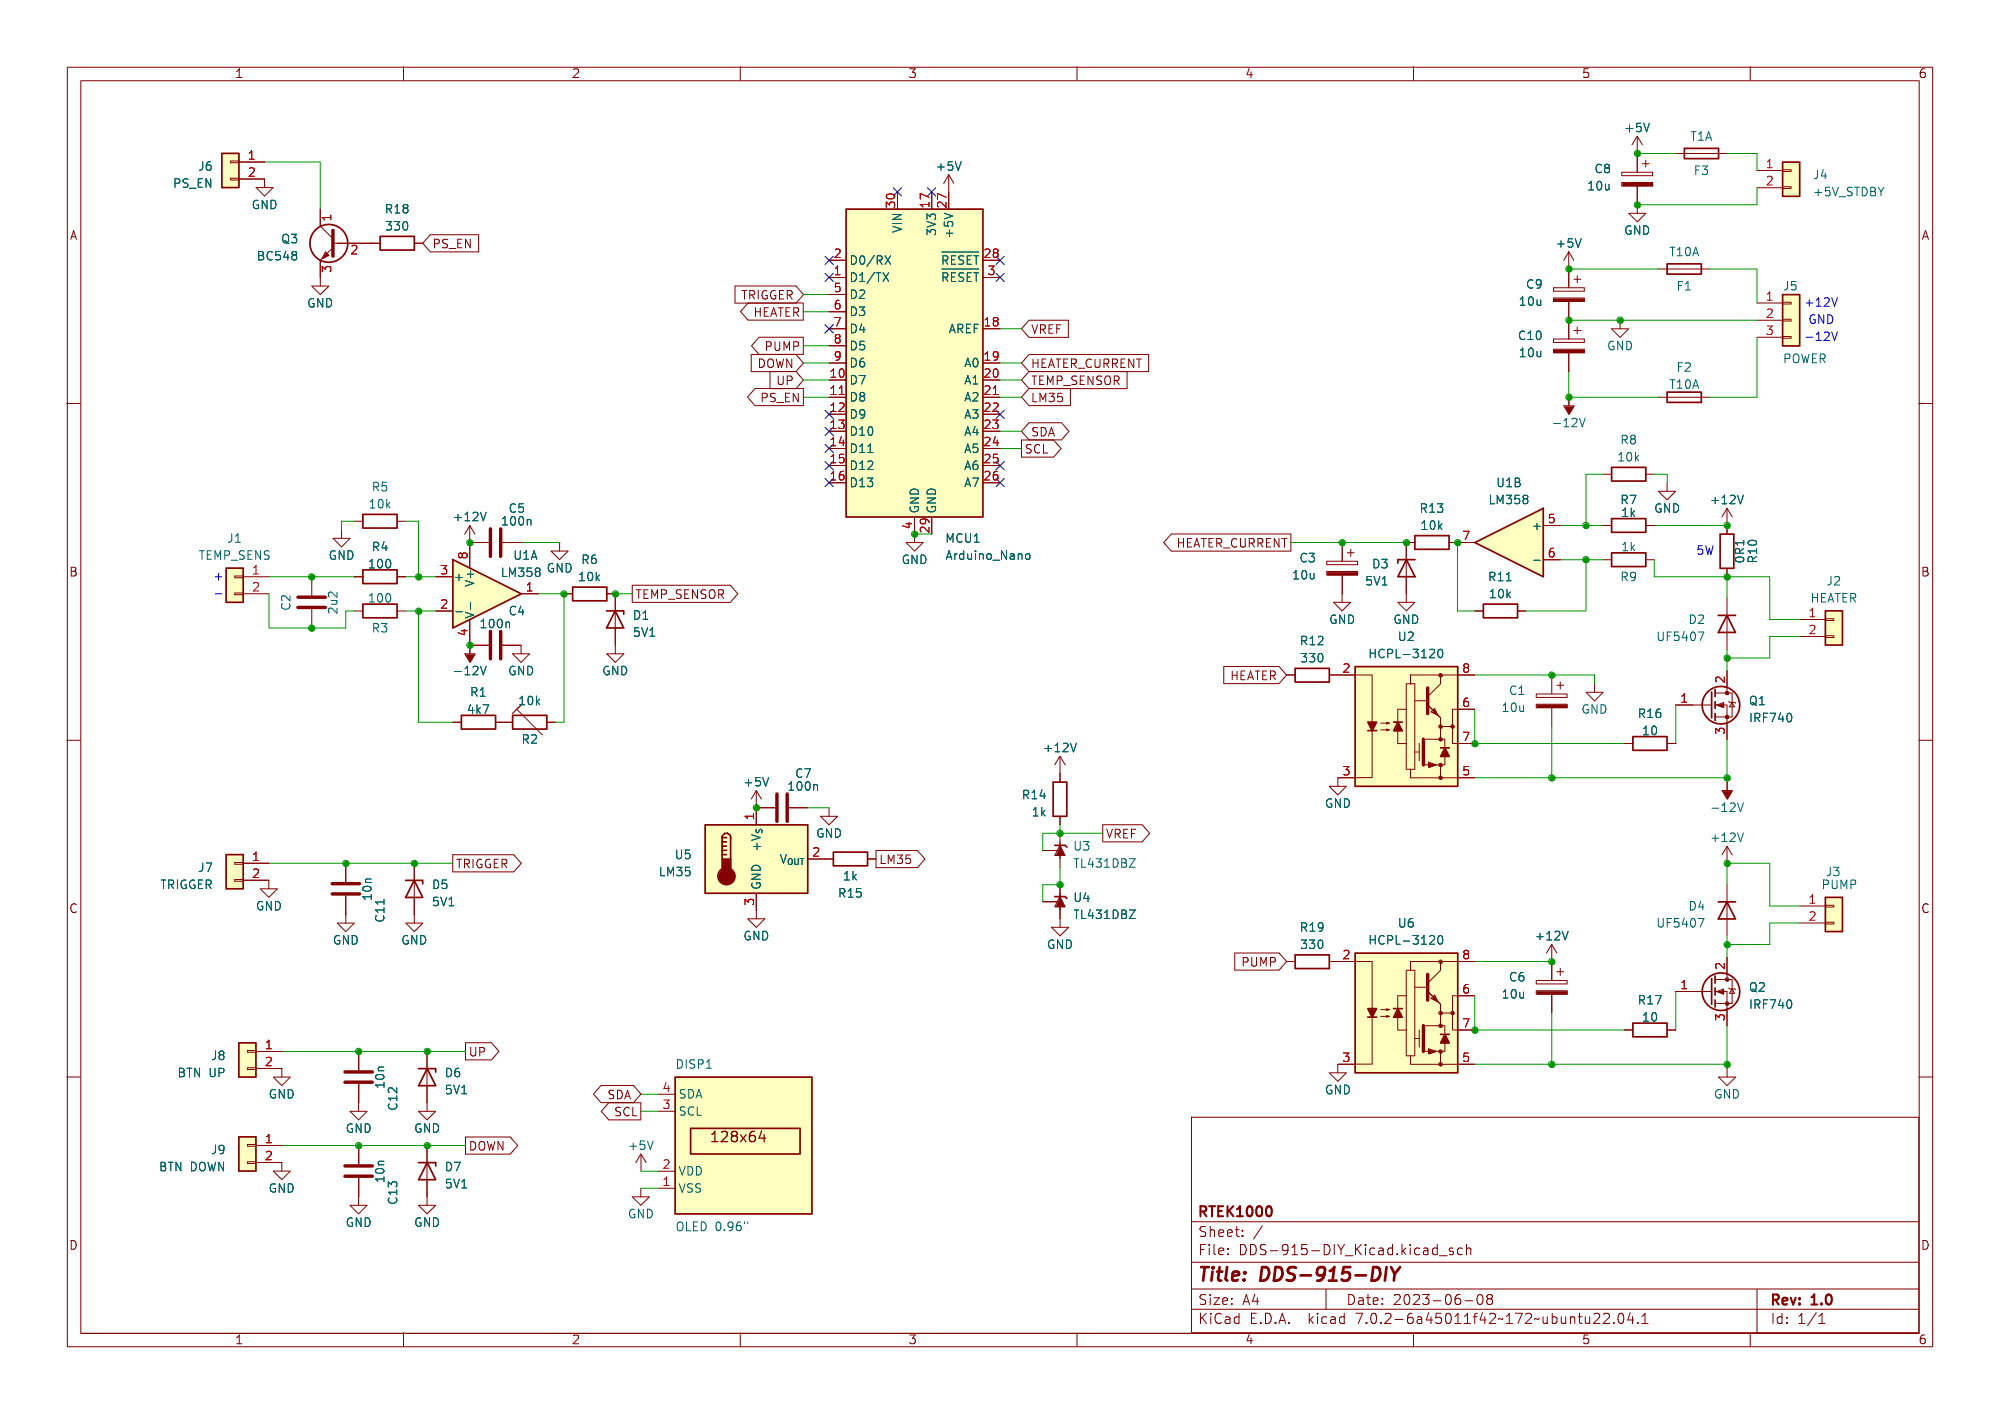 1 2 3 4 5 6
A
B
C
D
J6
PS_EN
1
2
GND
Q3
BC548
1
2
3
GND
R18
330
PS_EN
+5V
30
17
27
VIN
3V3
+5V
2 D0/RX
1 D1/TX
TRIGGER 5 D2
HEATER 6 D3
7 D4
PUMP 8 D5
DOWN 9 D6
UP 10 D7
PS_EN 11 D8
12 D9
13 D10
14 D11
15 D12
16 D13
RESET 28
RESET 3
AREF 18 VREF
A0 19 HEATER_CURRENT
A1 20 TEMP_SENSOR
A2 21 LM35
A3 22
A4 23 SDA
A5 24 SCL
A6 25
A7 26
GND
GND
4
29
GND
MCU1
Arduino_Nano
+5V
T1A
F3
C8
10u
+
GND
1
2
J4
+5V_STDBY
+5V
T10A
F1
C9
10u
+
C10
10u
+
GND
F2
T10A
-12V
J5
1 +12V
2 GND
3 -12V
POWER
J1
TEMP_SENS
+ 1
− 2
C2
2u2
R5
10k
GND
R4
100
100
R3
+12V
C5
100n
GND
U1A
LM358
8
V+
3 +
2 −
V-
4
1
C4
100n
GND
-12V
R1
4k7
10k
R2
R6
10k
TEMP_SENSOR
D1
5V1
GND
HEATER_CURRENT
C3
10u
+
GND
D3
5V1
GND
R13
10k
U1B
LM358
7
5
6
+
−
R11
10k
R8
10k
GND
R7
1k
1k
R9
+12V
5W
0R1
R10
J2
HEATER
1
2
D2
UF5407
HEATER
R12
330
U2
HCPL-3120
2
3
8
6
7
5
GND
C1
10u
+
GND
R16
10
1
2
3
Q1
IRF740
-12V
+5V
C7
100n
GND
U5
LM35
1
+Vs
GND
3
VOUT 2
1k
R15
LM35
GND
+12V
R14
1k
VREF
U3
TL431DBZ
U4
TL431DBZ
GND
J7
TRIGGER
1
2
GND
10n
C11
GND
D5
5V1
GND
TRIGGER
PUMP
R19
330
U6
HCPL-3120
2
3
8
6
7
5
GND
+12V
C6
10u
+
R17
10
1
2
3
Q2
IRF740
GND
+12V
D4
UF5407
J3
PUMP
1
2
J8
BTN UP
1
2
GND
10n
C12
GND
D6
5V1
GND
UP
J9
BTN DOWN
1
2
GND
10n
C13
GND
D7
5V1
GND
DOWN
DISP1
SDA 4 SDA
SCL 3 SCL
128x64
+5V
2 VDD
1 VSS
GND
OLED 0.96"
RTEK1000
Sheet: /
File: DDS-915-DIY_Kicad.kicad_sch
Title: DDS-915-DIY
Size: A4 Date: 2023-06-08 Rev: 1.0
KiCad E.D.A. kicad 7.0.2-6a45011f42~172~ubuntu22.04.1 Id: 1/1
A
B
C
D
1 2 3 4 5 6